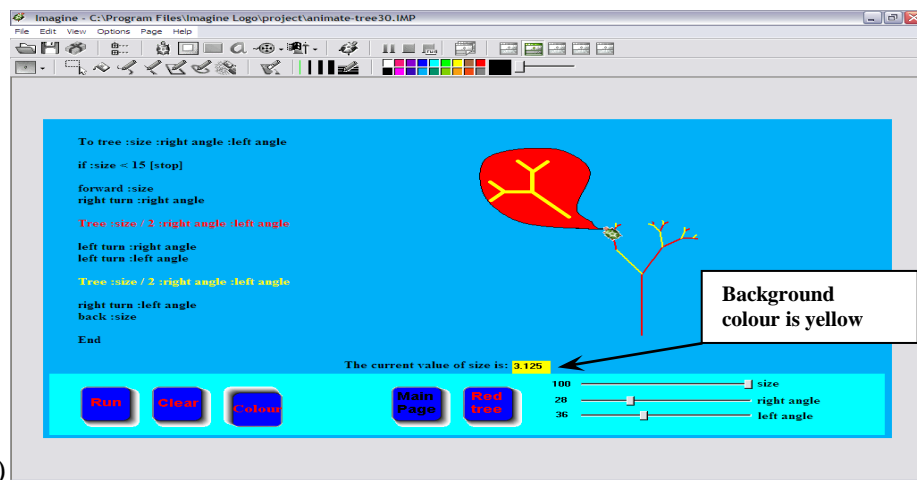 Imagine - C:\Program Files\Imagine Logo\project\animate-tree30.IMP
File Edit View Options Page Help
To tree :size :right angle :left angle
if :size < 15 [stop]
forward :size
right turn :right angle
Tree :size / 2 :right angle :left angle
left turn :right angle
left turn :left angle
Tree :size / 2 :right angle :left angle
right turn :left angle
back :size
End
Background
colour is yellow
The current value of size is: 3.125
Run
Clear
Colour
Main
Page
Red
tree
100 size
28 right angle
36 left angle
)